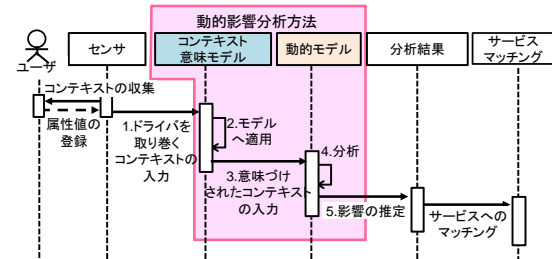 動的影響分析方法
ユーザ
センサ
コンテキスト
意味モデル
動的モデル
分析結果
サービス
マッチング
コンテキストの収集
属性値の
登録
1.ドライバを
取り巻く
コンテキストの
入力
2.モデル
へ適用
3.意味づけ
されたコンテキスト
の入力
4.分析
5.影響の推定
サービスへの
マッチング